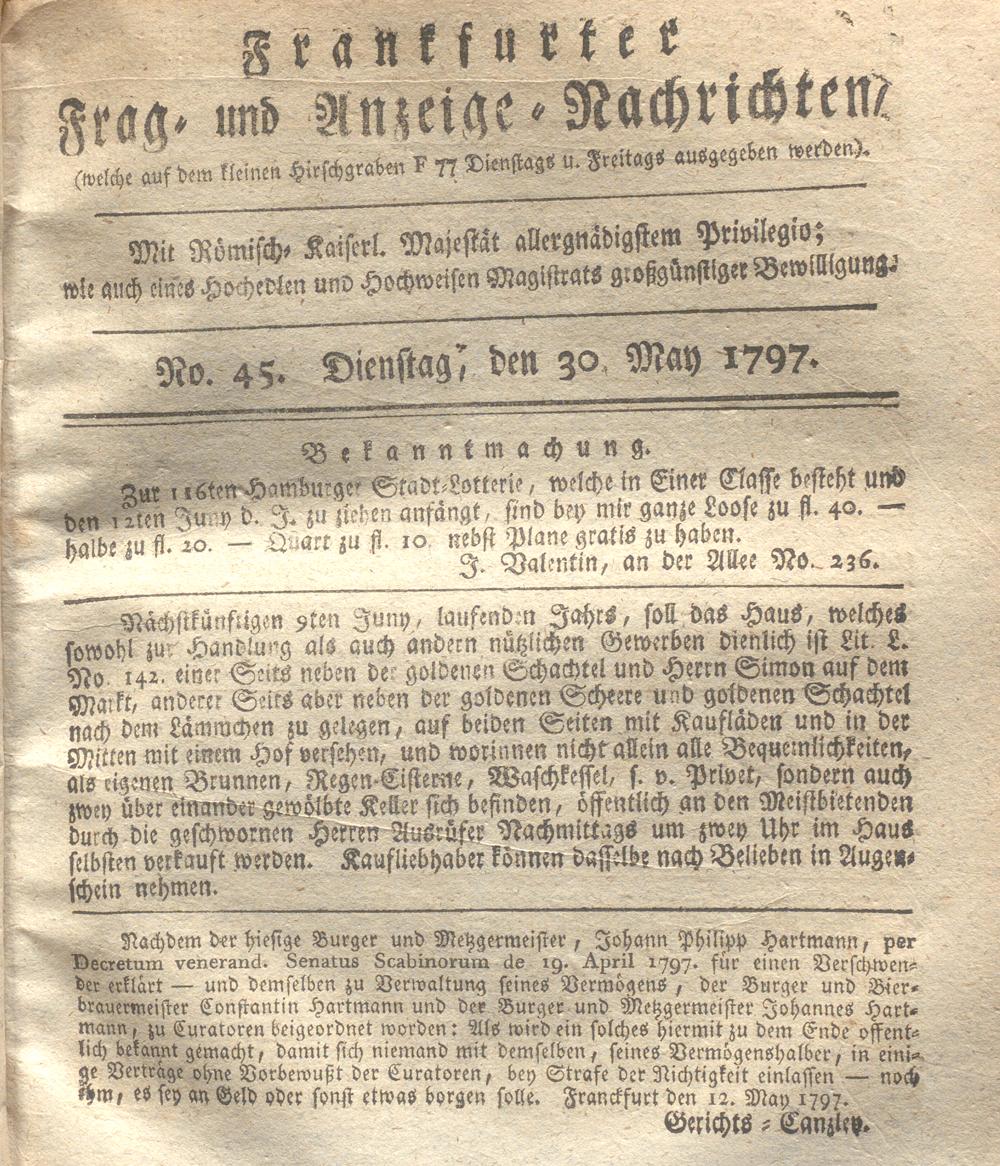 Frankfurter
Frag- und Anzeige-Nachrichten,
(welche auf dem kleinen Hirschgraben F 77 Dienstags u. Freitags ausgegeben werden).
Mit Römisch-Kaiserl. Majestät allergnädigstem Privilegio;
wie auch eines Hochedlen und Hochweisen Magistrats großgünstiger Bewilligung.
No. 45. Dienstag, den 30. May 1797.
Bekanntmachung.
Zur 116ten Hamburger Stadt-Lotterie, welche in Einer Classe besteht und
den 12ten Juny d. J. zu ziehen anfängt, sind bey mir ganze Loose zu fl. 40. —
halbe zu fl. 20. — Quart zu fl. 10. nebst Plane gratis zu haben.
J. Valentin, an der Allee No. 236.
Nächstkünftigen 9ten Juny, laufenden Jahrs, soll das Haus, welches
sowohl zur Handlung als auch andern nützlichen Gewerben dienlich ist Lit. L.
No. 142. einer Seits neben der goldenen Schachtel und Herrn Simon auf dem
Markt, anderer Seits aber neben der goldenen Scheere und goldenen Schachtel
nach dem Lämmchen zu gelegen, auf beiden Seiten mit Kaufläden und in der
Mitten mit einem Hof versehen, und worinnen nicht allein alle Bequemlichkeiten,
als eigenen Brunnen, Regen-Cisterne, Waschkessel, s. v. Privet, sondern auch
zwey über einander gewölbte Keller sich befinden, öffentlich an den Meistbietenden
durch die geschwornen Herren Ausrüfer Nachmittags um zwey Uhr im Haus
selbsten verkauft werden. Kaufliebhaber können dasselbe nach Belieben in Augen-
schein nehmen.
Nachdem der hiesige Burger und Metzgermeister, Johann Philipp Hartmann, per
Decretum venerand. Senatus Scabinorum de 19. April 1797. für einen Verschwen-
der erklärt — und demselben zu Verwaltung seines Vermögens, der Burger und Bier-
brauermeister Constantin Hartmann und der Burger und Metzgermeister Johannes Hart-
mann, zu Curatoren beigeordnet worden: Als wird ein solches hiermit zu dem Ende offent-
lich bekannt gemacht, damit sich niemand mit demselben, seines Vermögenshalber, in eini-
ge Verträge ohne Vorbewußt der Curatoren, bey Strafe der Nichtigkeit einlassen — noch
ihm, es sey an Geld oder sonst etwas borgen solle. Franckfurt den 12. May 1797.
Gerichts-Canzley.